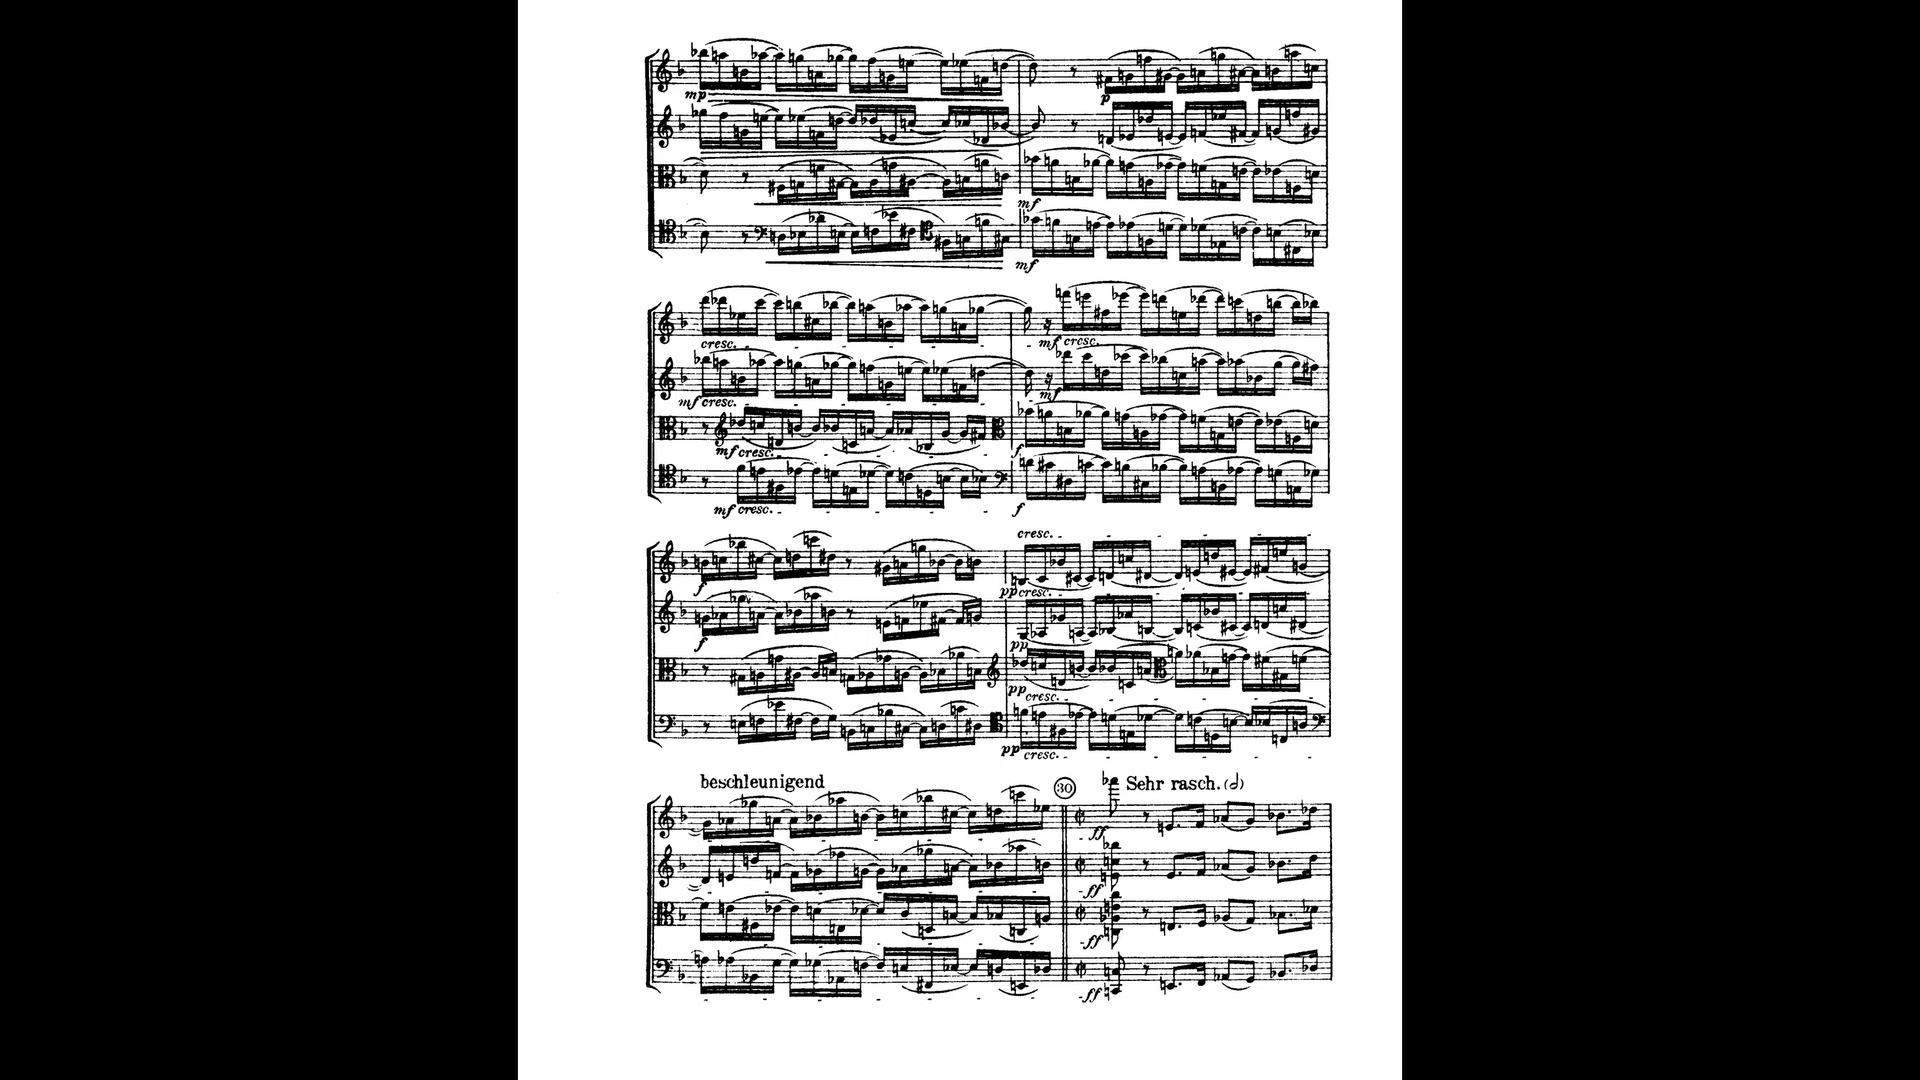 mp
p
mf
mf
cresc.
mf cresc.
mf cresc.
mf cresc.
mf cresc.
mf
f
f
f
f
cresc.
pp cresc.
pp
pp cresc.
pp cresc.
beschleunigend
30 Sehr rasch. (𝅗𝅥)
ff
ff
ff
ff